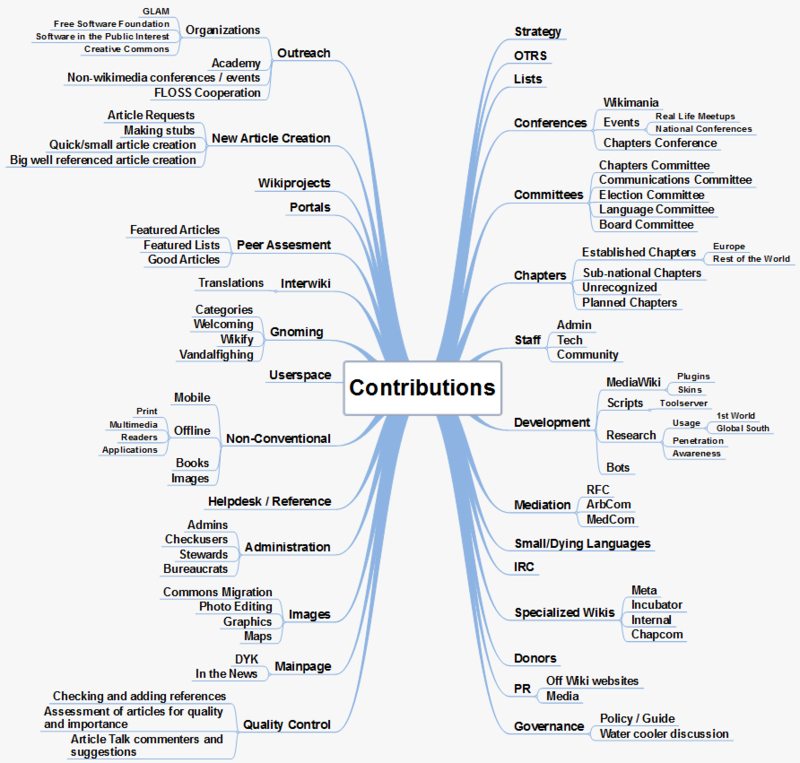 Contributions
GLAM
Free Software Foundation
Software in the Public Interest
Creative Commons
Organizations
Academy
Non-wikimedia conferences / events
FLOSS Cooperation
Outreach
Article Requests
Making stubs
Quick/small article creation
Big well referenced article creation
New Article Creation
Wikiprojects
Portals
Featured Articles
Featured Lists
Good Articles
Peer Assesment
Translations
Interwiki
Categories
Welcoming
Wikify
Vandalfighing
Gnoming
Userspace
Mobile
Print
Multimedia
Readers
Applications
Offline
Books
Images
Non-Conventional
Helpdesk / Reference
Admins
Checkusers
Stewards
Bureaucrats
Administration
Commons Migration
Photo Editing
Graphics
Maps
Images
DYK
In the News
Mainpage
Checking and adding references
Assessment of articles for quality
and importance
Article Talk commenters and
suggestions
Quality Control
Strategy
OTRS
Lists
Conferences
Wikimania
Events
Real Life Meetups
National Conferences
Chapters Conference
Committees
Chapters Committee
Communications Committee
Election Committee
Language Committee
Board Committee
Chapters
Established Chapters
Europe
Rest of the World
Sub-national Chapters
Unrecognized
Planned Chapters
Staff
Admin
Tech
Community
Development
MediaWiki
Plugins
Skins
Scripts
Toolserver
Research
Usage
1st World
Global South
Penetration
Awareness
Bots
Mediation
RFC
ArbCom
MedCom
Small/Dying Languages
IRC
Specialized Wikis
Meta
Incubator
Internal
Chapcom
Donors
PR
Off Wiki websites
Media
Governance
Policy / Guide
Water cooler discussion